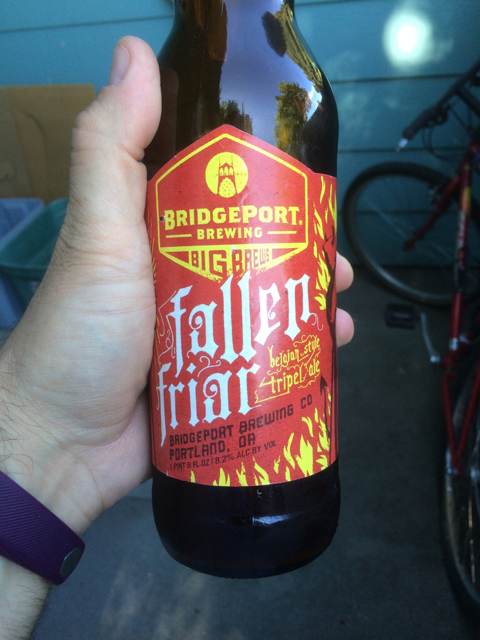 BRIDGEPORT®
BREWING
BIG BREWS
fallen
friar
belgian-style
tripel ale
BRIDGEPORT BREWING CO
PORTLAND, OR
1 PINT 6 FL OZ | 8.2% ALC BY VOL